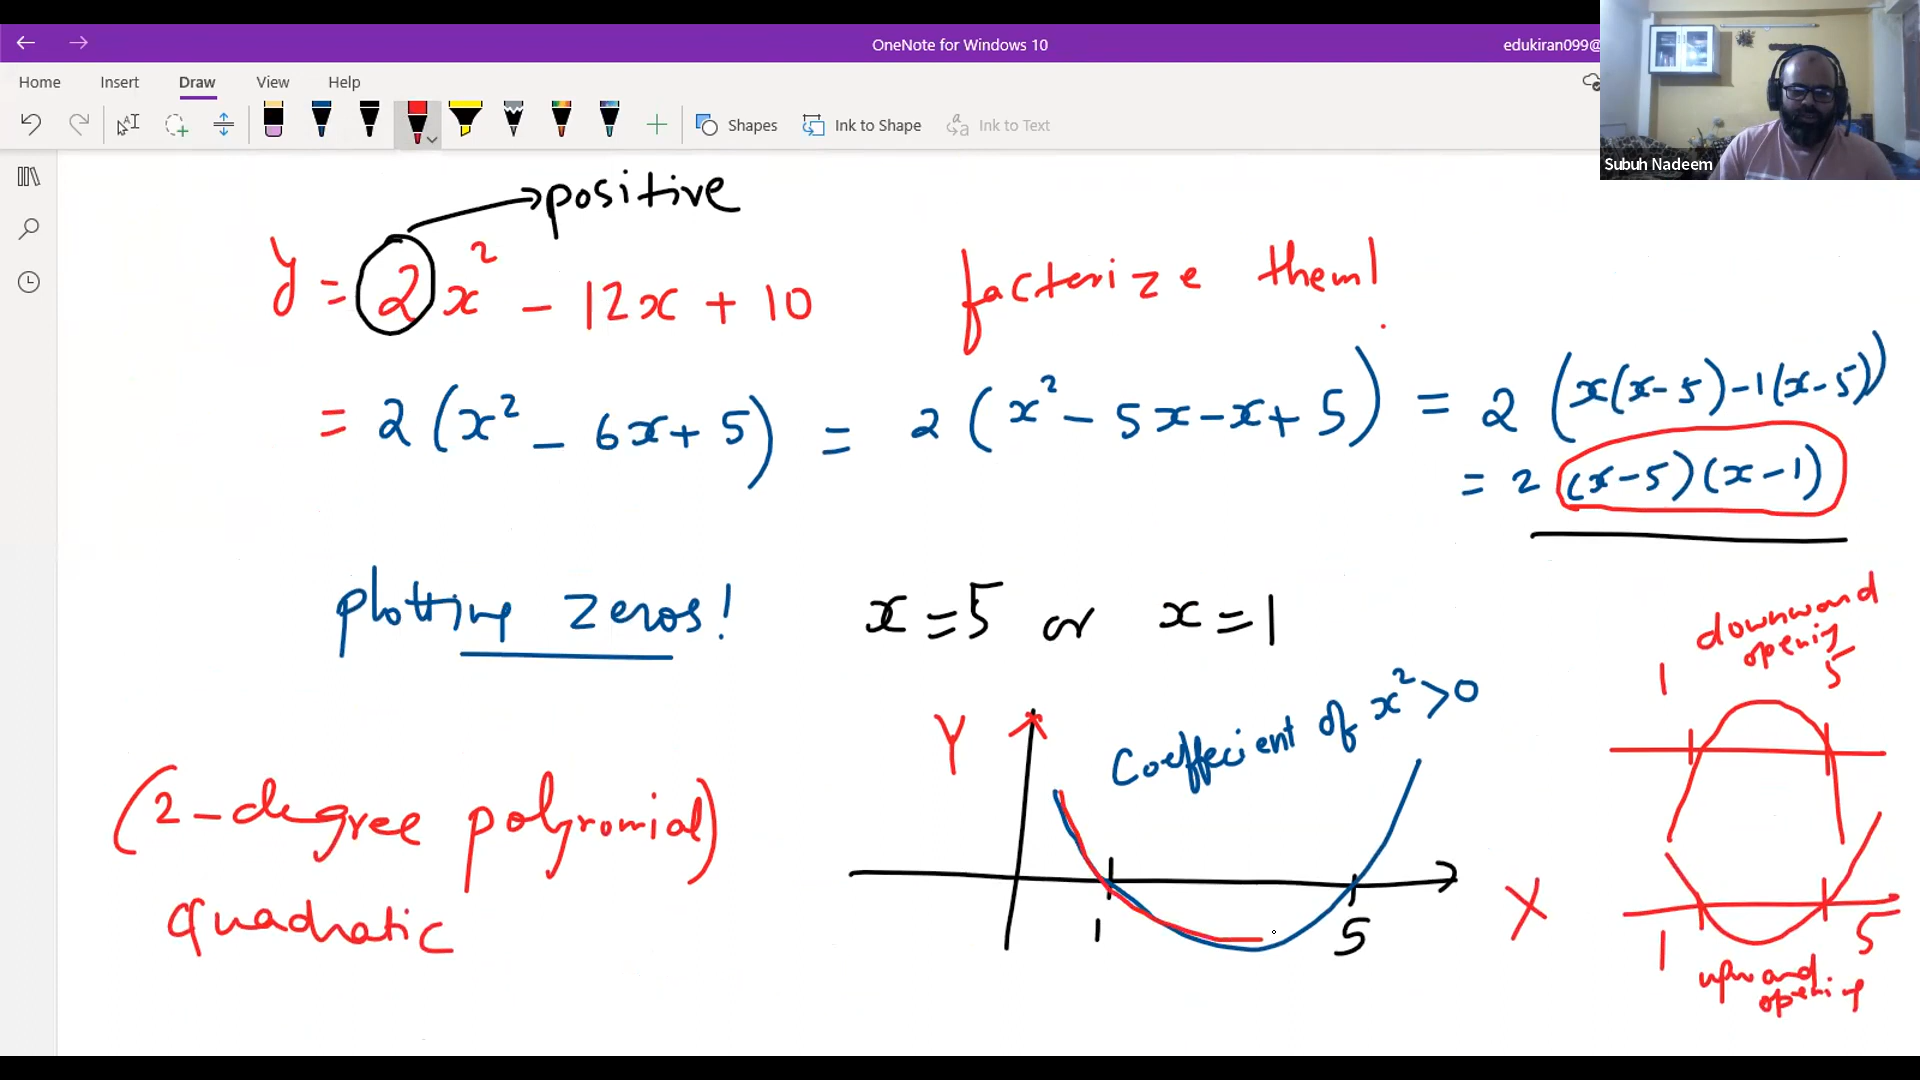 OneNote for Windows 10
edukiran099@
Home Insert Draw View Help
Shapes Ink to Shape Ink to Text
Subuh Nadeem
positive
y = 2x² - 12x + 10 facterize them!
= 2(x² - 6x + 5) = 2(x² - 5x - x + 5) = 2(x(x-5)-1(x-5))
= 2(x-5)(x-1)
plotting zeros! x=5 or x=1
downward
opening
1 5
Coeffecient of x² > 0
Y
(2-degree polynomial)
quadratic
1 5
X
1 5
upward
opening